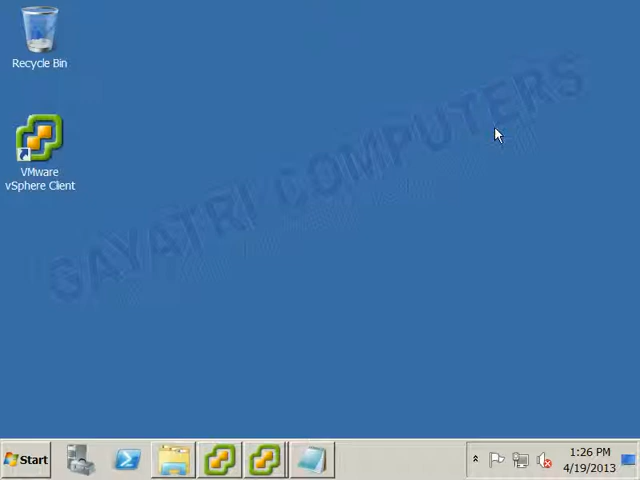 Recycle Bin
GAYATRI COMPUTERS
VMware
vSphere Client
Start
1:26 PM
4/19/2013